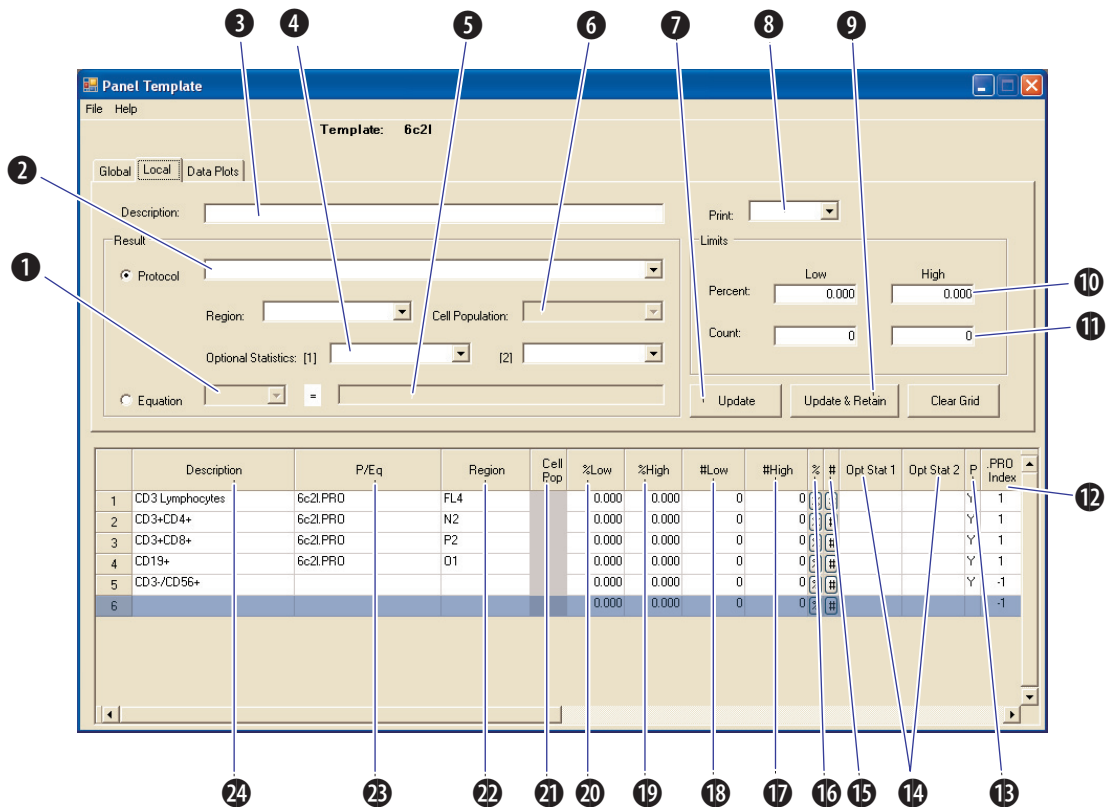 3 4 5 6 7 8 9
Panel Template
File Help
Template: 6c2l
2
Global Local Data Plots
Description:
Print:
Result
Limits
1
Protocol
Low High
Percent: 0.000 0.000 10
Region: Cell Population:
Count: 0 0 11
Optional Statistics: [1] [2]
Equation =
Update Update & Retain Clear Grid
Description P/Eq Region Cell Pop %Low %High #Low #High % # Opt Stat 1 Opt Stat 2 P .PRO Index
12
1 CD3 Lymphocytes 6c2l.PRO FL4 0.000 0.000 0 0 Y 1
2 CD3+CD4+ 6c2l.PRO N2 0.000 0.000 0 0 Y 1
3 CD3+CD8+ 6c2l.PRO P2 0.000 0.000 0 0 # Y 1
4 CD19+ 6c2l.PRO O1 0.000 0.000 0 0 # Y 1
5 CD3-/CD56+ 0.000 0.000 0 0 % # Y -1
6 0.000 0.000 0 0 % # -1
24 23 22 21 20 19 18 17 16 15 14 13